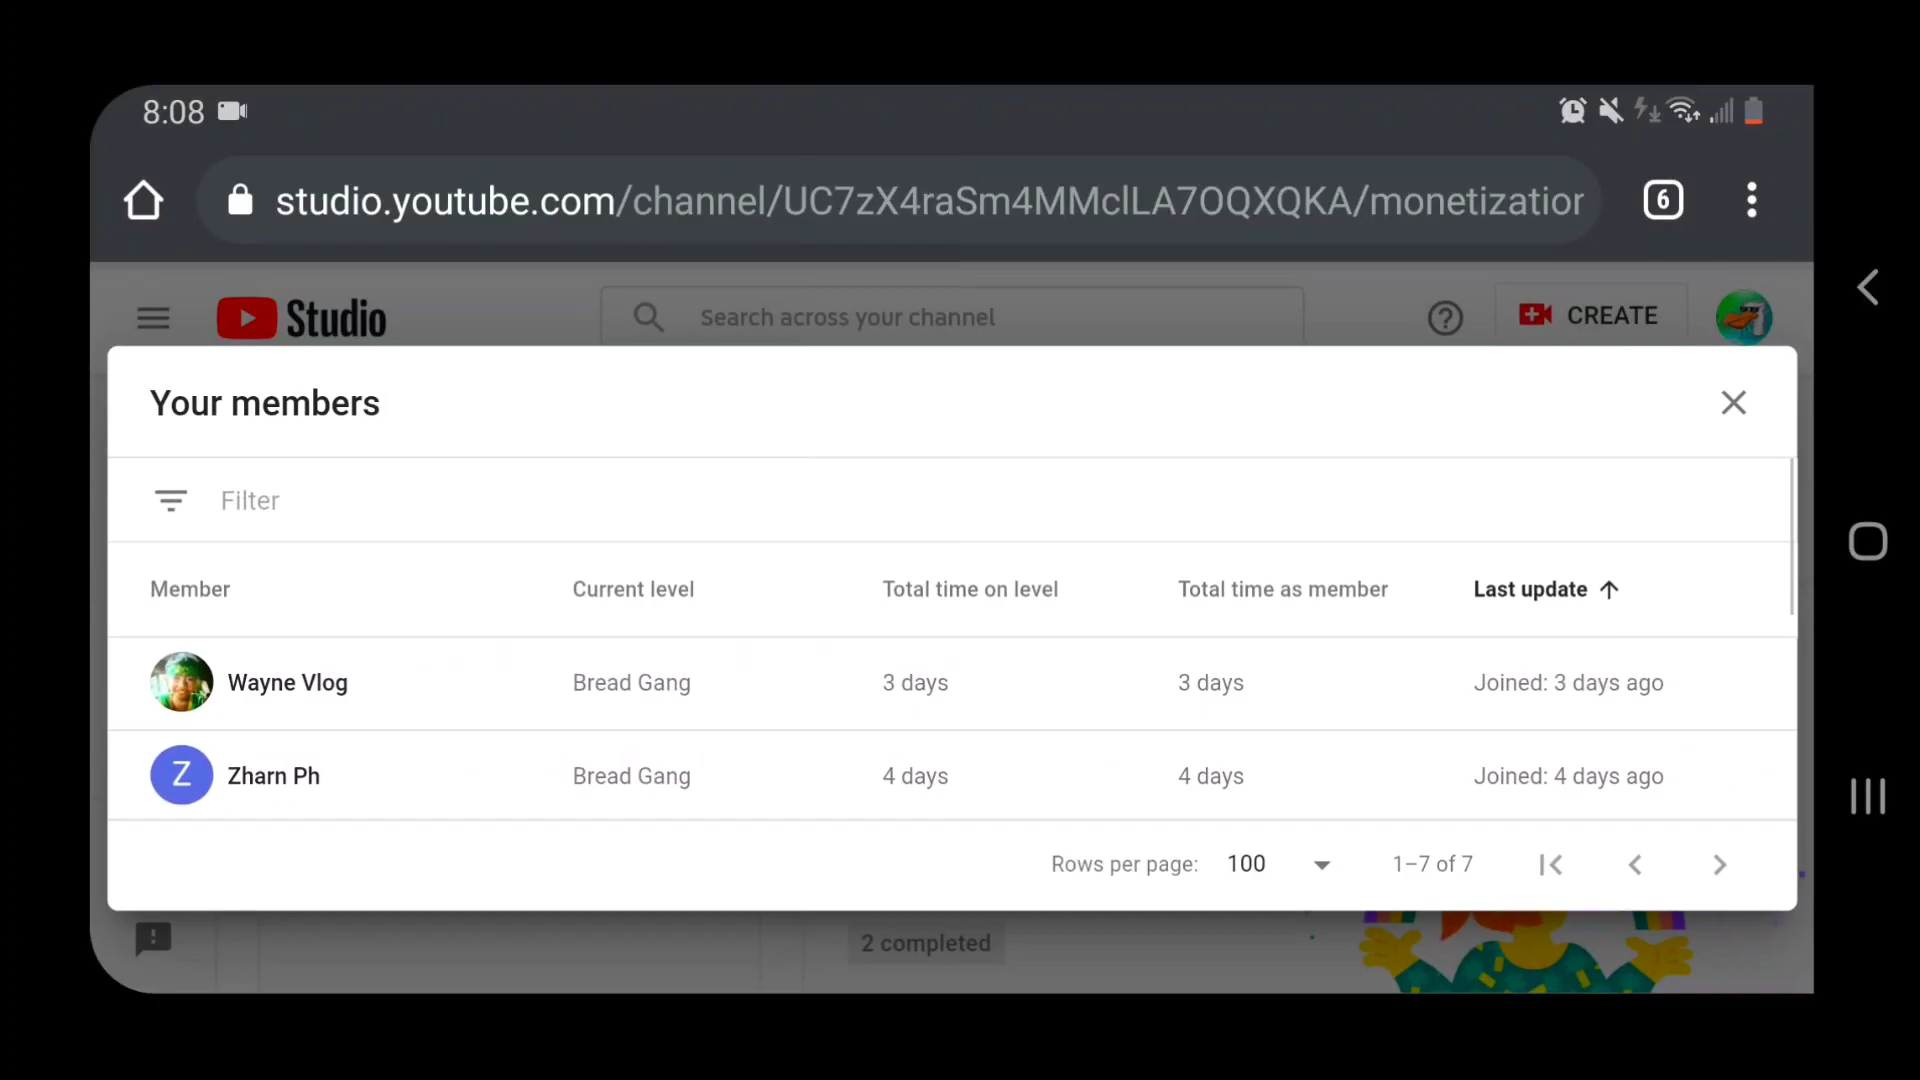 8:08
studio.youtube.com/channel/UC7zX4raSm4MMclLA7OQXQKA/monetization
6
Studio
Search across your channel
CREATE
Your members
Filter
Member Current level Total time on level Total time as member Last update
Wayne Vlog Bread Gang 3 days 3 days Joined: 3 days ago
Z Zharn Ph Bread Gang 4 days 4 days Joined: 4 days ago
Rows per page: 100 1–7 of 7
2 completed